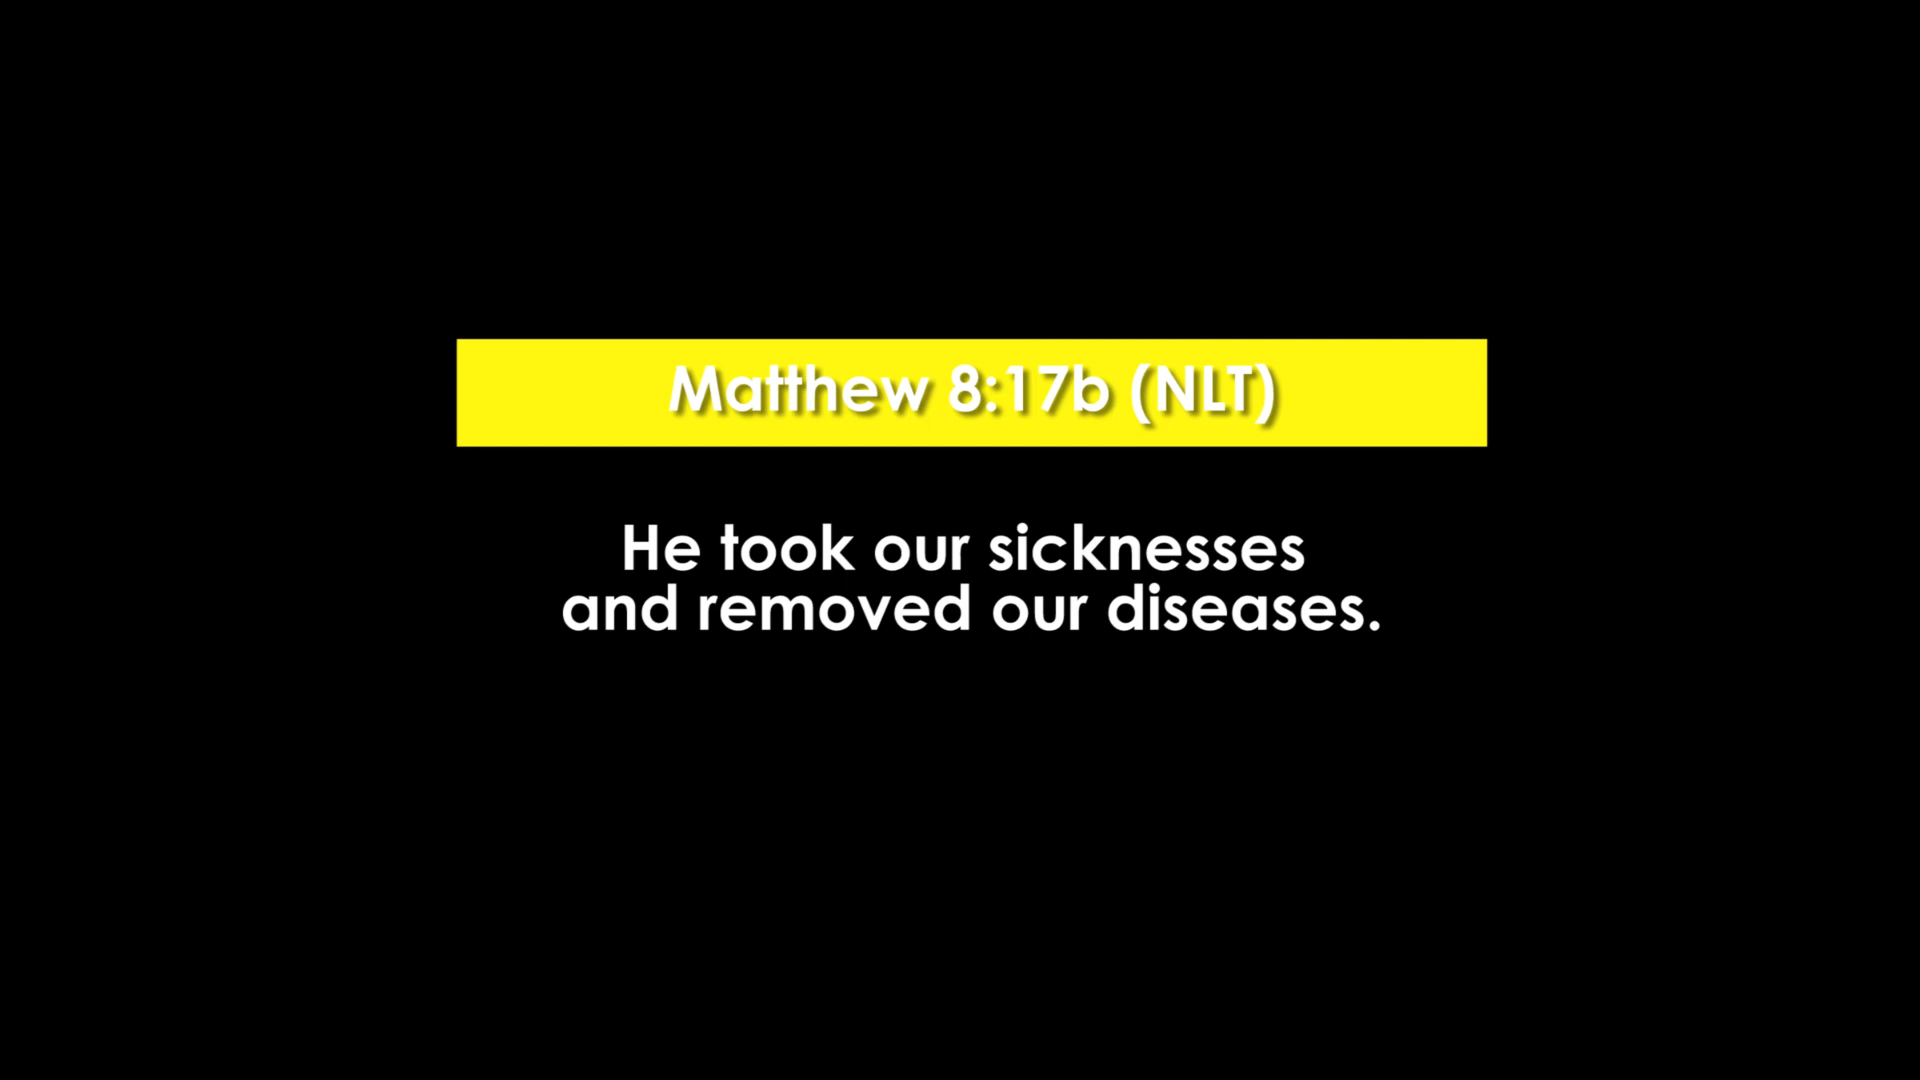 Matthew 8:17b (NLT)
He took our sicknesses
and removed our diseases.